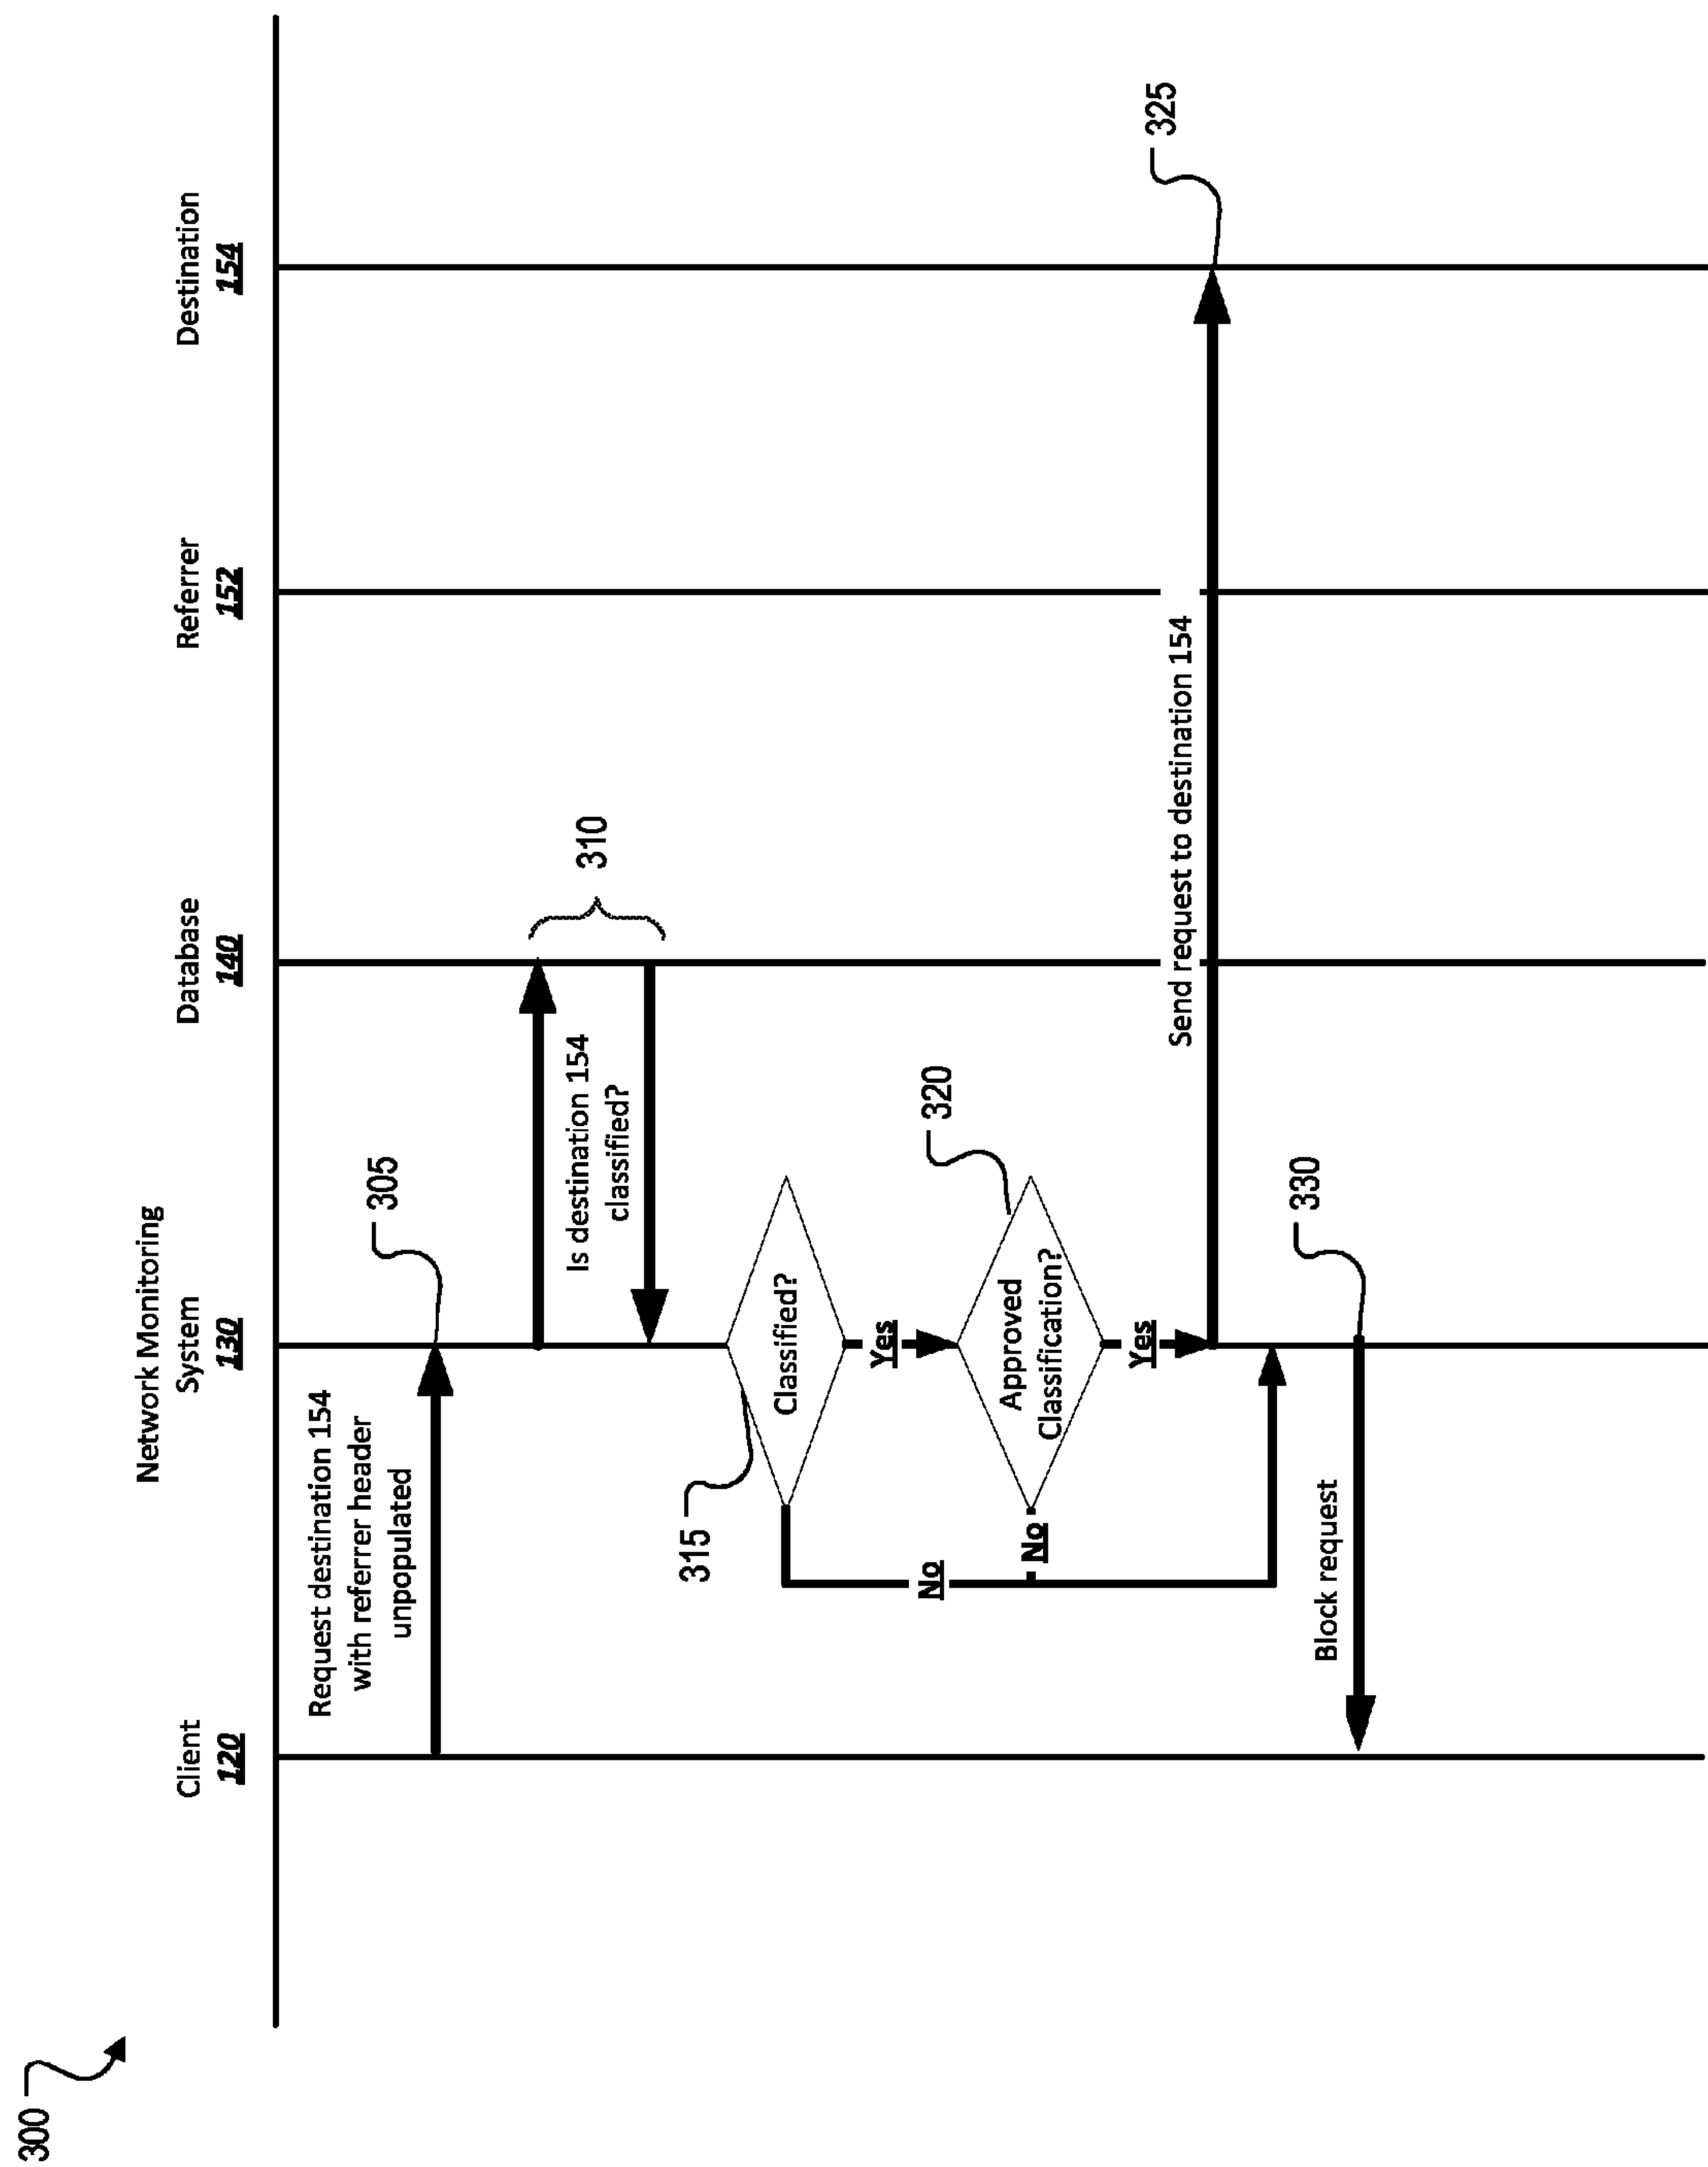 300
Client
120
Network Monitoring
System
130
Database
140
Referrer
152
Destination
154
Request destination 154
with referrer header
unpopulated
305
Is destination 154
classified?
310
315
Classified?
Yes
No
320
Approved
Classification?
No
Yes
Send request to destination 154
325
Block request
330